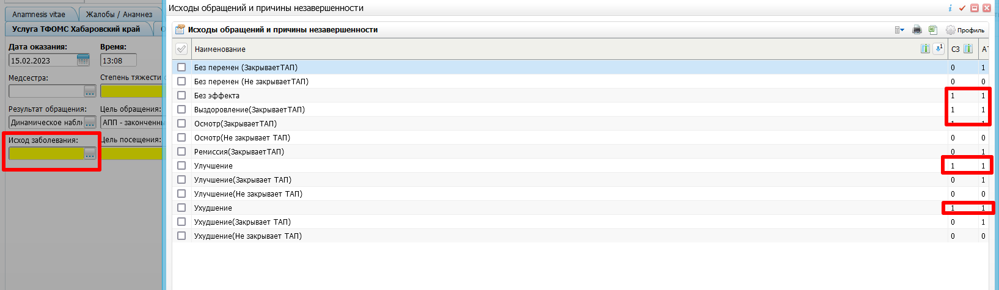 Anamnesis vitae
Жалобы / Анамнез
Услуга ТФОМС Хабаровский край
Дата оказания:
Время:
15.02.2023
13:08
Медсестра:
Степень тяжести
...
Результат обращения:
Цель обращения:
Динамическое набл
...
АПП - законченны
Исход заболевания:
Цель посещения:
...
Исходы обращений и причины незавершенности
Исходы обращений и причины незавершенности
Профиль
Наименование
1
СЗ
АТ
Без перемен (ЗакрываетТАП) 0 1
Без перемен (Не закрываетТАП) 0 0
Без эффекта 1 1
Выздоровление(ЗакрываетТАП) 1 1
Осмотр(ЗакрываетТАП) 1 1
Осмотр(Не закрывает ТАП) 0 0
Ремиссия(ЗакрываетТАП) 0 1
Улучшение 1 1
Улучшение(Закрывает ТАП) 0 1
Улучшение(Не закрывает ТАП) 0 0
Ухудшение 1 1
Ухудшение(Закрывает ТАП) 0 1
Ухудшение(Не закрывает ТАП) 0 0